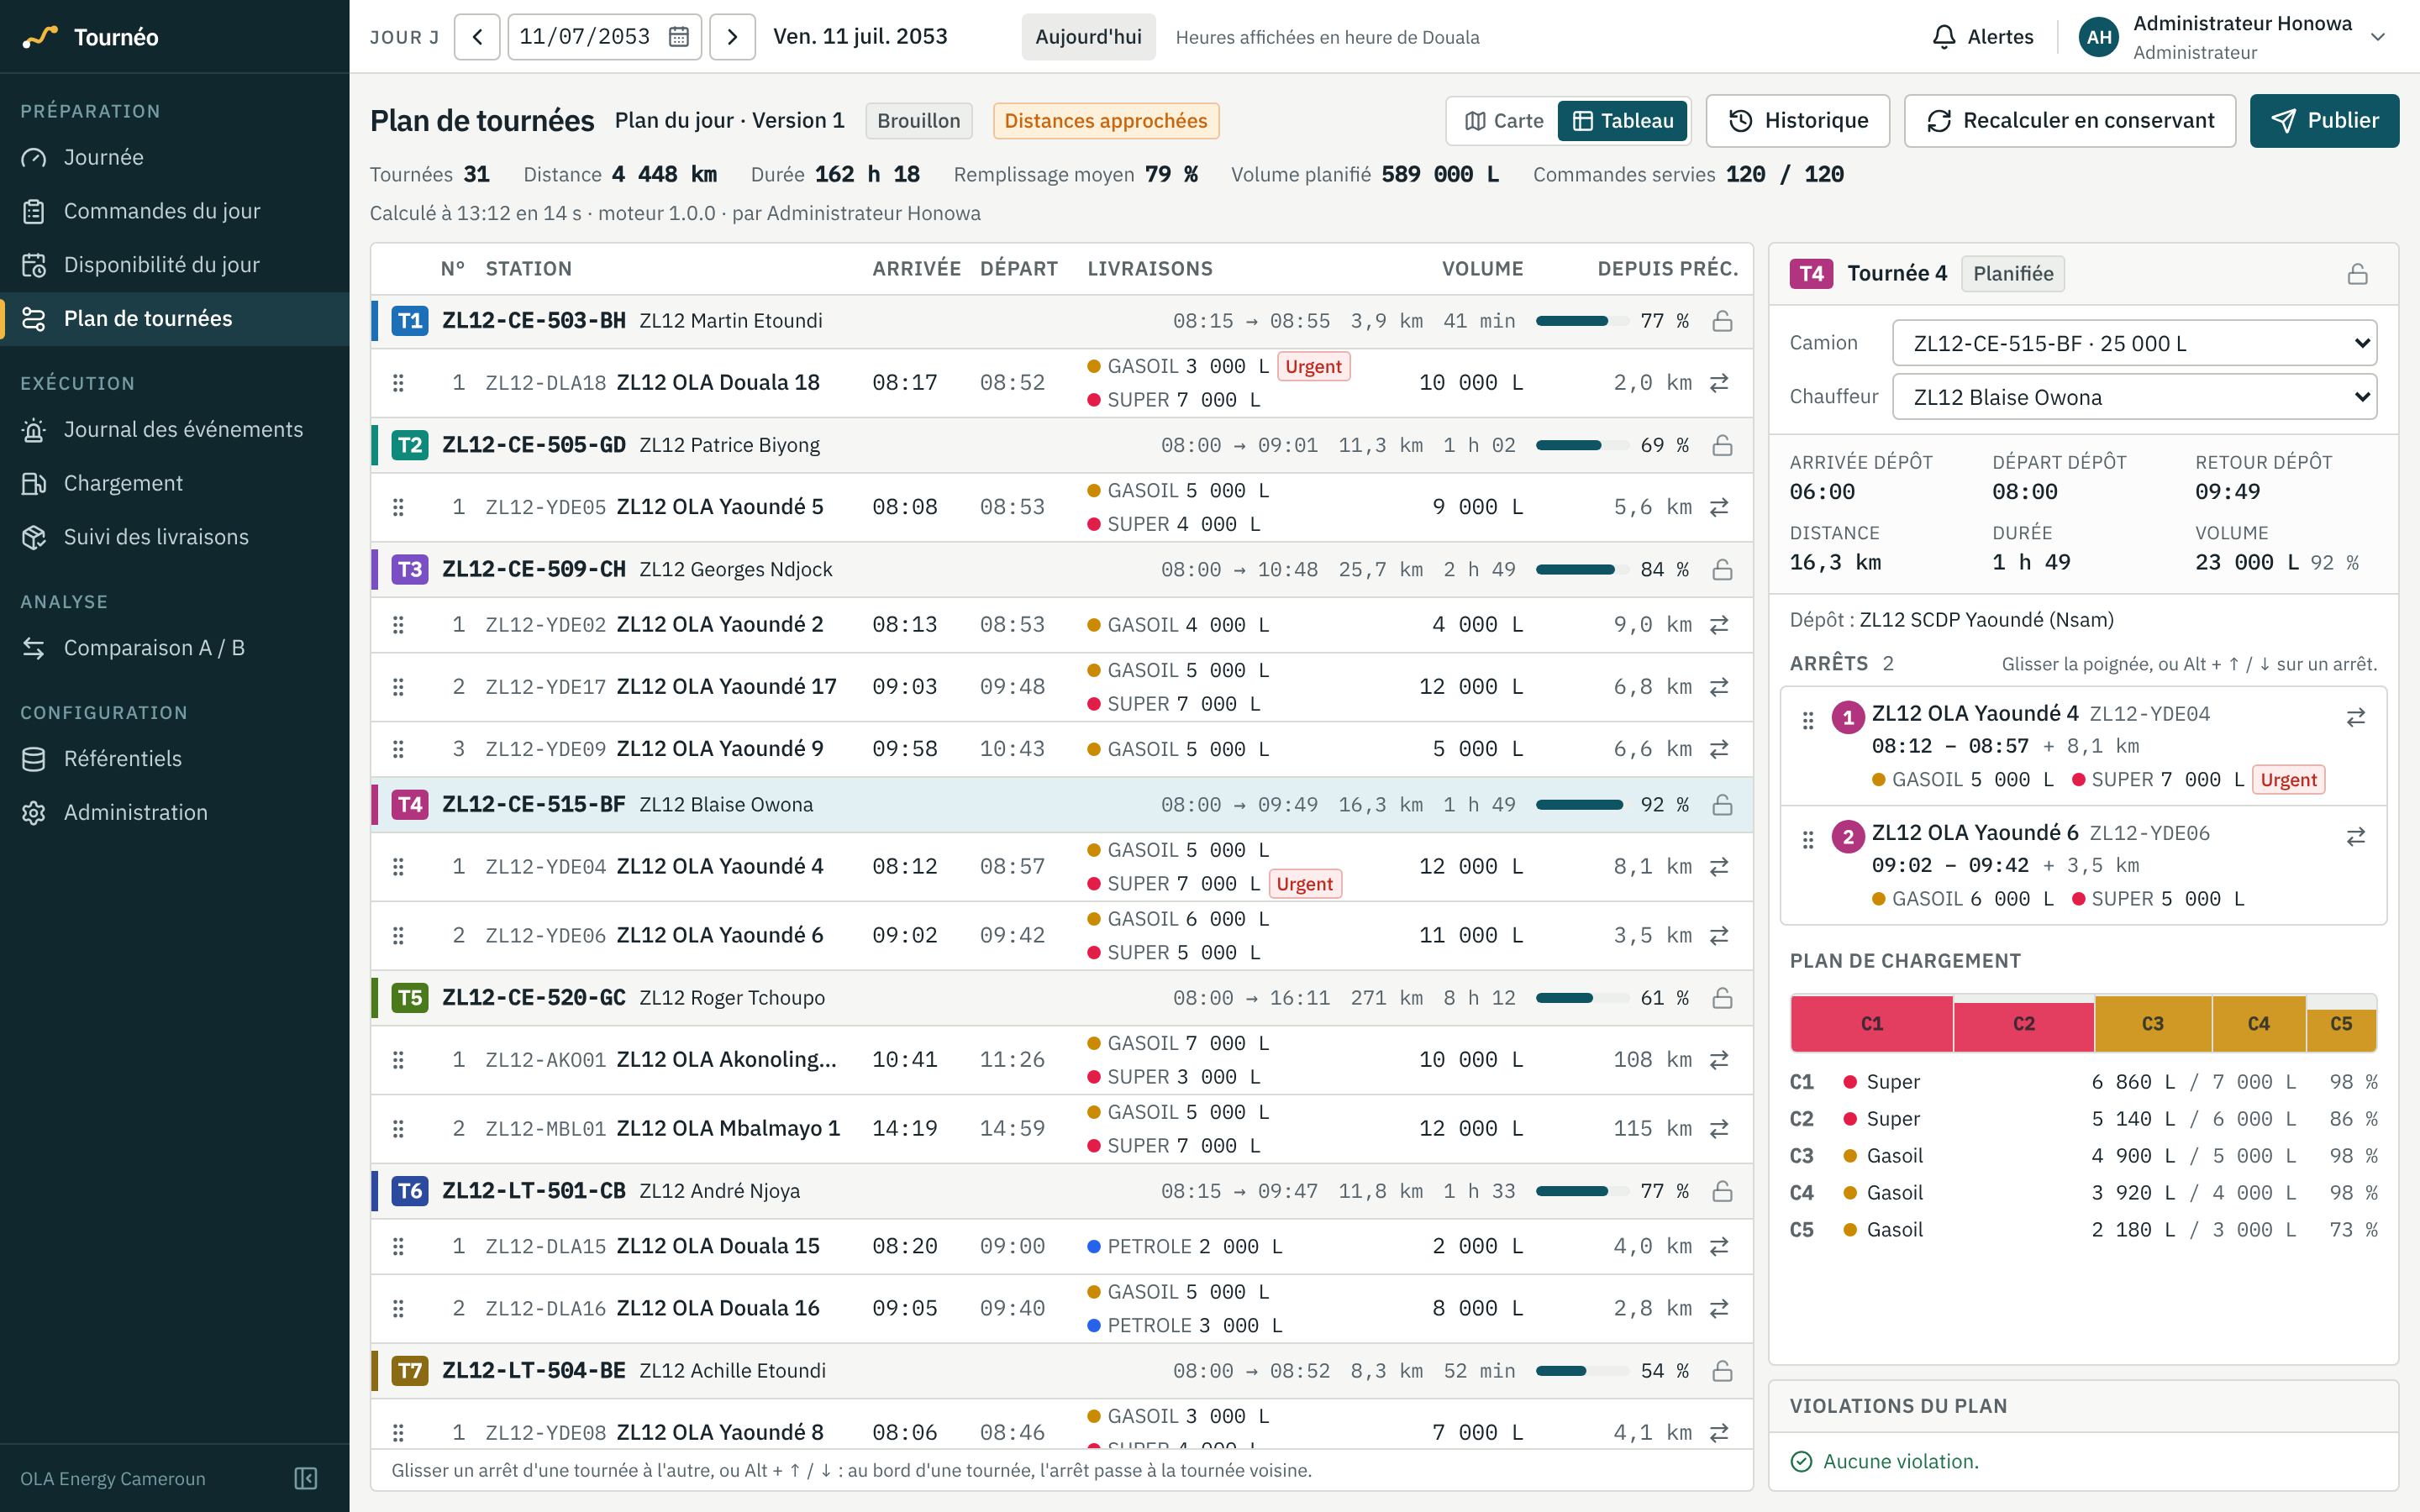 Tournéo
JOUR J
11/07/2053
Ven. 11 juil. 2053
Aujourd'hui
Heures affichées en heure de Douala
Alertes
AH
Administrateur Honowa
Administrateur
PRÉPARATION
Journée
Commandes du jour
Disponibilité du jour
Plan de tournées
EXÉCUTION
Journal des événements
Chargement
Suivi des livraisons
ANALYSE
Comparaison A / B
CONFIGURATION
Référentiels
Administration
OLA Energy Cameroun
Plan de tournées Plan du jour · Version 1 Brouillon Distances approchées
Carte Tableau Historique Recalculer en conservant Publier
Tournées 31 Distance 4 448 km Durée 162 h 18 Remplissage moyen 79 % Volume planifié 589 000 L Commandes servies 120 / 120
Calculé à 13:12 en 14 s · moteur 1.0.0 · par Administrateur Honowa
N° STATION ARRIVÉE DÉPART LIVRAISONS VOLUME DEPUIS PRÉC.
T1 ZL12-CE-503-BH ZL12 Martin Etoundi 08:15 → 08:55 3,9 km 41 min 77 %
1 ZL12-DLA18 ZL12 OLA Douala 18 08:17 08:52 GASOIL 3 000 L Urgent 10 000 L 2,0 km
SUPER 7 000 L
T2 ZL12-CE-505-GD ZL12 Patrice Biyong 08:00 → 09:01 11,3 km 1 h 02 69 %
1 ZL12-YDE05 ZL12 OLA Yaoundé 5 08:08 08:53 GASOIL 5 000 L 9 000 L 5,6 km
SUPER 4 000 L
T3 ZL12-CE-509-CH ZL12 Georges Ndjock 08:00 → 10:48 25,7 km 2 h 49 84 %
1 ZL12-YDE02 ZL12 OLA Yaoundé 2 08:13 08:53 GASOIL 4 000 L 4 000 L 9,0 km
2 ZL12-YDE17 ZL12 OLA Yaoundé 17 09:03 09:48 GASOIL 5 000 L 12 000 L 6,8 km
SUPER 7 000 L
3 ZL12-YDE09 ZL12 OLA Yaoundé 9 09:58 10:43 GASOIL 5 000 L 5 000 L 6,6 km
T4 ZL12-CE-515-BF ZL12 Blaise Owona 08:00 → 09:49 16,3 km 1 h 49 92 %
1 ZL12-YDE04 ZL12 OLA Yaoundé 4 08:12 08:57 GASOIL 5 000 L 12 000 L 8,1 km
SUPER 7 000 L Urgent
2 ZL12-YDE06 ZL12 OLA Yaoundé 6 09:02 09:42 GASOIL 6 000 L 11 000 L 3,5 km
SUPER 5 000 L
T5 ZL12-CE-520-GC ZL12 Roger Tchoupo 08:00 → 16:11 271 km 8 h 12 61 %
1 ZL12-AKO01 ZL12 OLA Akonoling... 10:41 11:26 GASOIL 7 000 L 10 000 L 108 km
SUPER 3 000 L
2 ZL12-MBL01 ZL12 OLA Mbalmayo 1 14:19 14:59 GASOIL 5 000 L 12 000 L 115 km
SUPER 7 000 L
T6 ZL12-LT-501-CB ZL12 André Njoya 08:15 → 09:47 11,8 km 1 h 33 77 %
1 ZL12-DLA15 ZL12 OLA Douala 15 08:20 09:00 PETROLE 2 000 L 2 000 L 4,0 km
2 ZL12-DLA16 ZL12 OLA Douala 16 09:05 09:40 GASOIL 5 000 L 8 000 L 2,8 km
PETROLE 3 000 L
T7 ZL12-LT-504-BE ZL12 Achille Etoundi 08:00 → 08:52 8,3 km 52 min 54 %
1 ZL12-YDE08 ZL12 OLA Yaoundé 8 08:06 08:46 GASOIL 3 000 L 7 000 L 4,1 km
SUPER 4 000 L
Glisser un arrêt d'une tournée à l'autre, ou Alt + ↑ / ↓ : au bord d'une tournée, l'arrêt passe à la tournée voisine.
T4 Tournée 4 Planifiée
Camion ZL12-CE-515-BF · 25 000 L
Chauffeur ZL12 Blaise Owona
ARRIVÉE DÉPÔT DÉPART DÉPÔT RETOUR DÉPÔT
06:00 08:00 09:49
DISTANCE DURÉE VOLUME
16,3 km 1 h 49 23 000 L 92 %
Dépôt : ZL12 SCDP Yaoundé (Nsam)
ARRÊTS 2 Glisser la poignée, ou Alt + ↑ / ↓ sur un arrêt.
1 ZL12 OLA Yaoundé 4 ZL12-YDE04
08:12 – 08:57 + 8,1 km
GASOIL 5 000 L SUPER 7 000 L Urgent
2 ZL12 OLA Yaoundé 6 ZL12-YDE06
09:02 – 09:42 + 3,5 km
GASOIL 6 000 L SUPER 5 000 L
PLAN DE CHARGEMENT
C1 C2 C3 C4 C5
C1 Super 6 860 L / 7 000 L 98 %
C2 Super 5 140 L / 6 000 L 86 %
C3 Gasoil 4 900 L / 5 000 L 98 %
C4 Gasoil 3 920 L / 4 000 L 98 %
C5 Gasoil 2 180 L / 3 000 L 73 %
VIOLATIONS DU PLAN
Aucune violation.